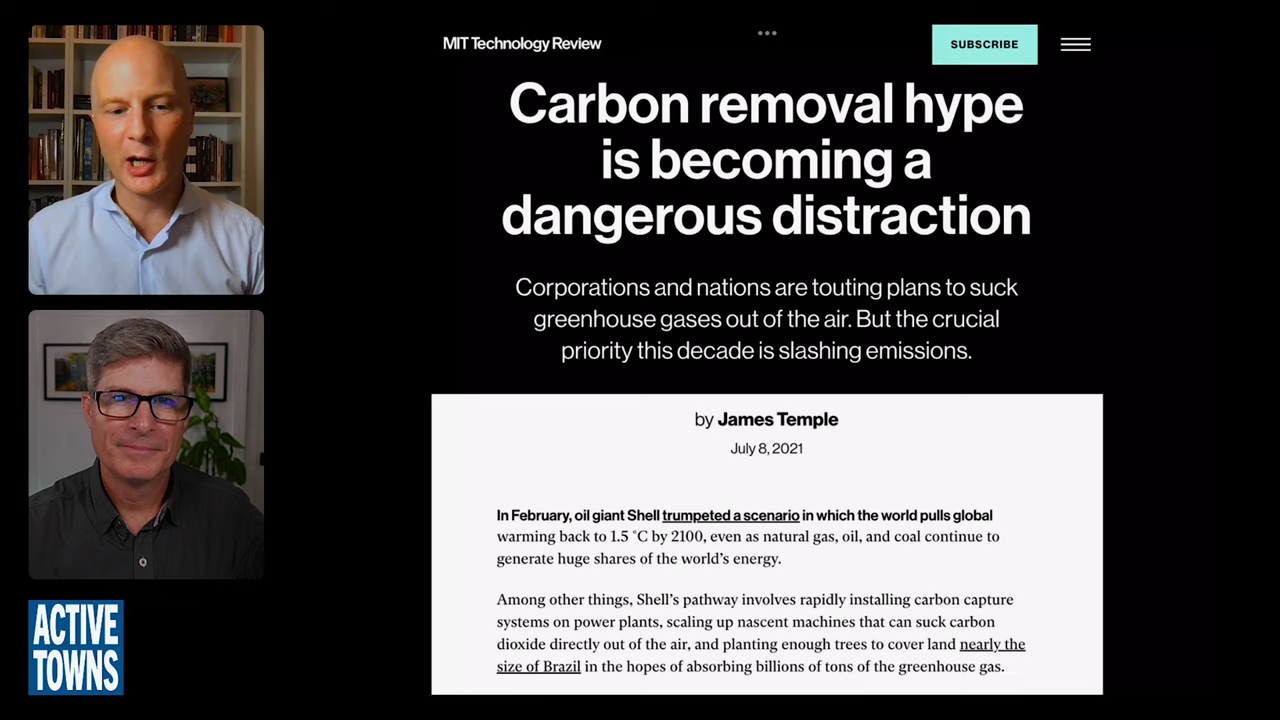 MIT Technology Review
SUBSCRIBE
Carbon removal hype
is becoming a
dangerous distraction
Corporations and nations are touting plans to suck
greenhouse gases out of the air. But the crucial
priority this decade is slashing emissions.
by James Temple
July 8, 2021
In February, oil giant Shell trumpeted a scenario in which the world pulls global
warming back to 1.5 ˚C by 2100, even as natural gas, oil, and coal continue to
generate huge shares of the world’s energy.
Among other things, Shell’s pathway involves rapidly installing carbon capture
systems on power plants, scaling up nascent machines that can suck carbon
dioxide directly out of the air, and planting enough trees to cover land nearly the
size of Brazil in the hopes of absorbing billions of tons of the greenhouse gas.
ACTIVE
TOWNS